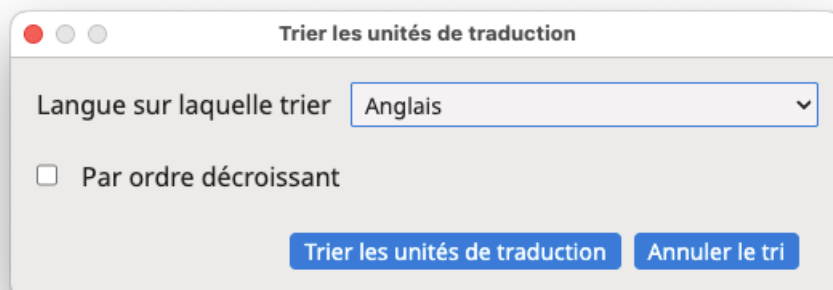 Trier les unités de traduction
Langue sur laquelle trier Anglais
Par ordre décroissant
Trier les unités de traduction Annuler le tri